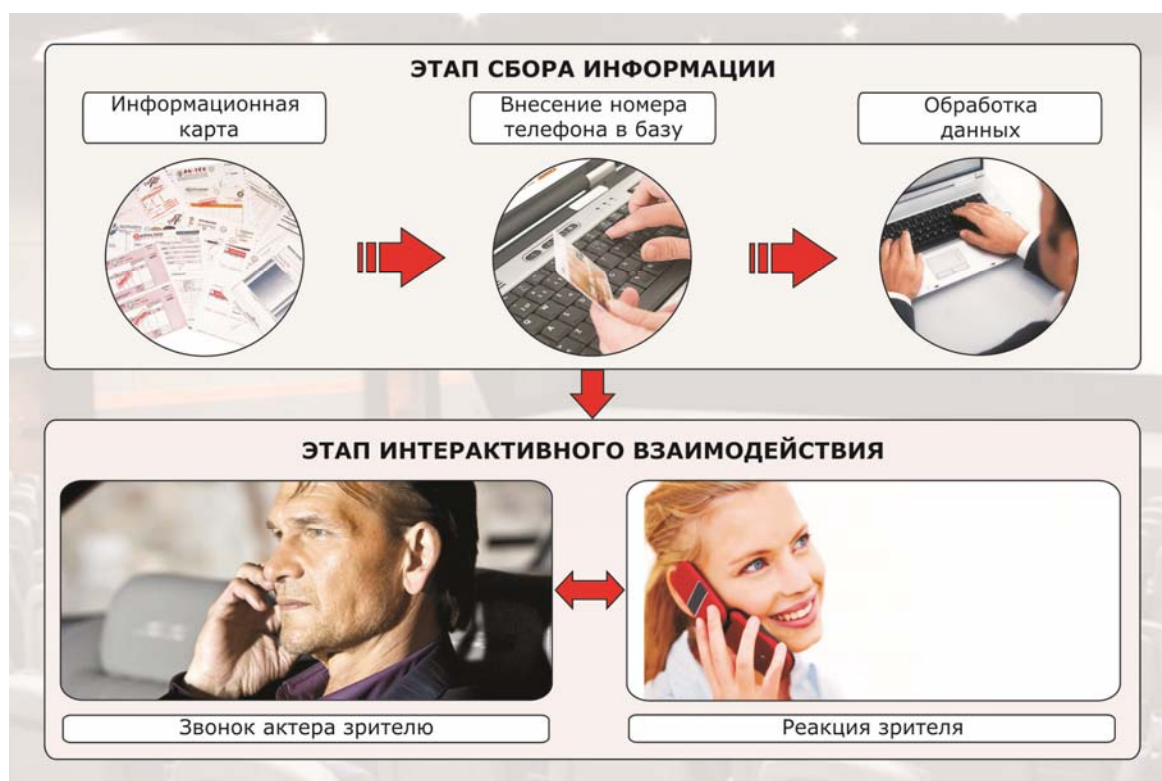 ЭТАП СБОРА ИНФОРМАЦИИ
Информационная
карта
Внесение номера
телефона в базу
Обработка
данных
ЭТАП ИНТЕРАКТИВНОГО ВЗАИМОДЕЙСТВИЯ
Звонок актера зрителю
Реакция зрителя